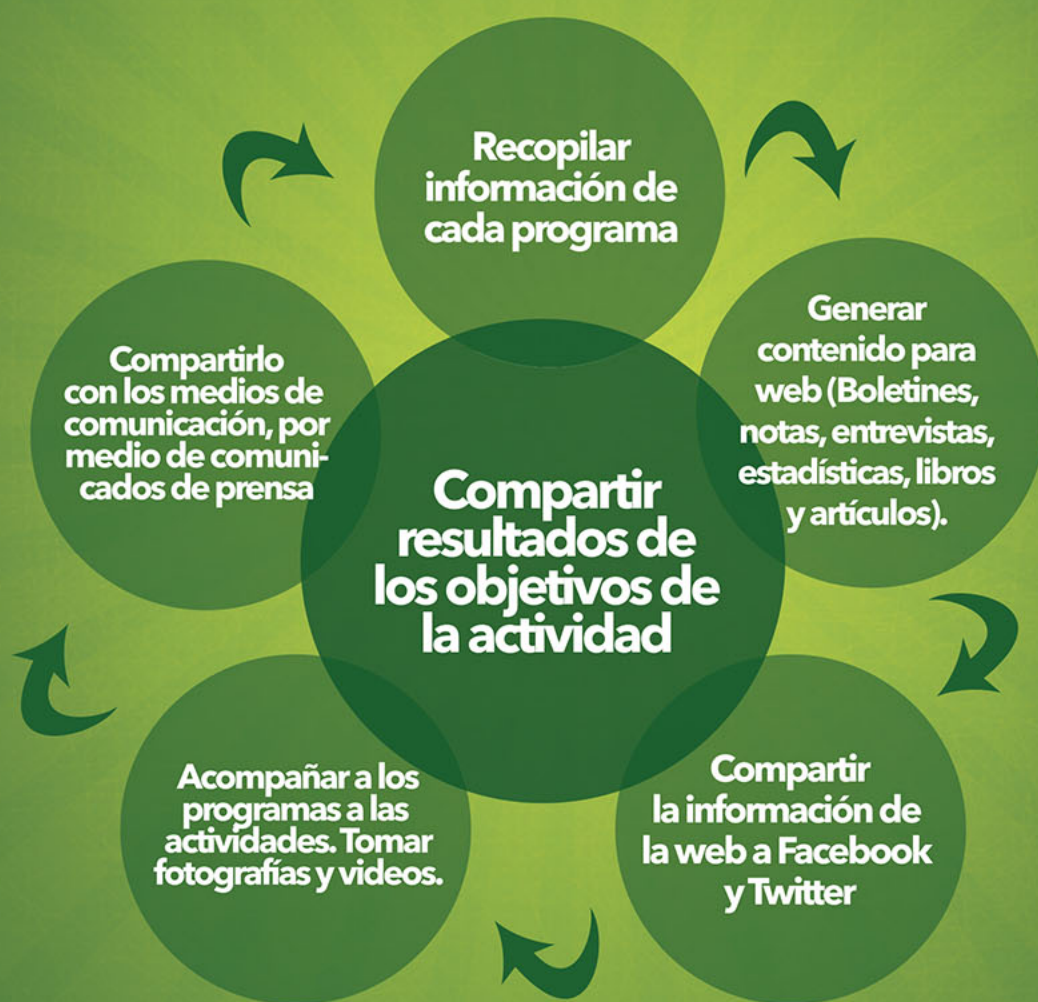 Recopilar
información de
cada programa
Generar
contenido para
web (Boletines,
notas, entrevistas,
estadísticas, libros
y artículos).
Compartir
la información de
la web a Facebook
y Twitter
Acompañar a los
programas a las
actividades. Tomar
fotografías y videos.
Compartirlo
con los medios de
comunicación, por
medio de comuni-
cados de prensa
Compartir
resultados de
los objetivos de
la actividad